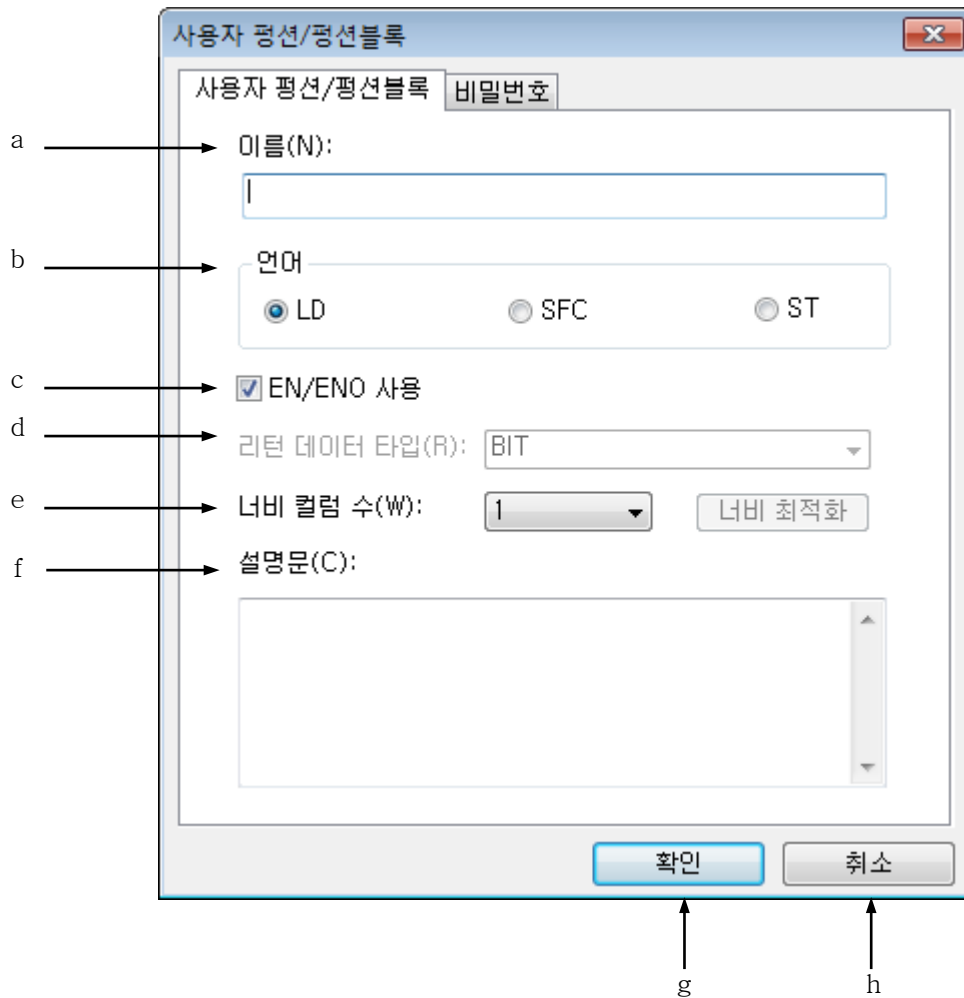 사용자 펑션/펑션블록
사용자 펑션/펑션블록 비밀번호
a 이름(N):
b 언어
LD SFC ST
c EN/ENO 사용
d 리턴 데이터 타입(R): BIT
e 너비 컬럼 수(W): 1 너비 최적화
f 설명문(C):
확인 취소
g h